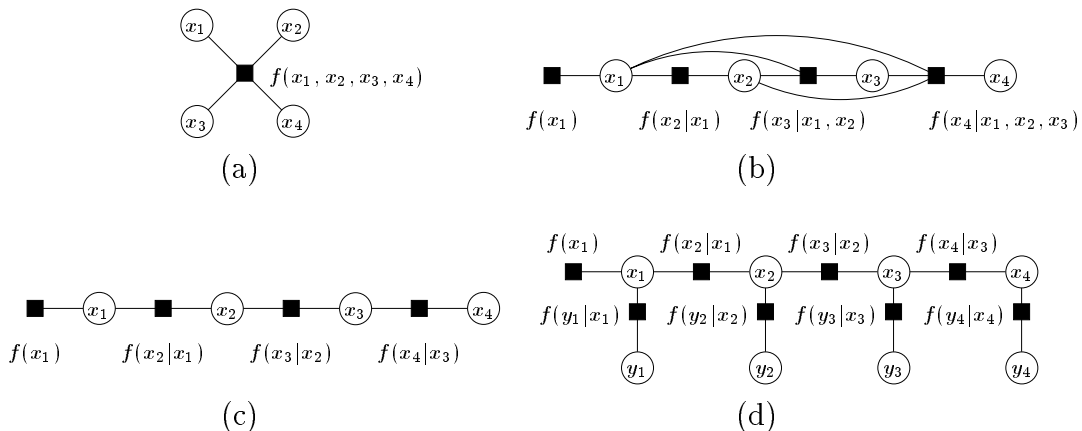 x₁ x₂
f(x₁, x₂, x₃, x₄)
x₃ x₄
(a)
x₁ x₂ x₃ x₄
f(x₁) f(x₂|x₁) f(x₃|x₁, x₂) f(x₄|x₁, x₂, x₃)
(b)
x₁ x₂ x₃ x₄
f(x₁) f(x₂|x₁) f(x₃|x₂) f(x₄|x₃)
(c)
f(x₁) f(x₂|x₁) f(x₃|x₂) f(x₄|x₃)
x₁ x₂ x₃ x₄
f(y₁|x₁) f(y₂|x₂) f(y₃|x₃) f(y₄|x₄)
y₁ y₂ y₃ y₄
(d)